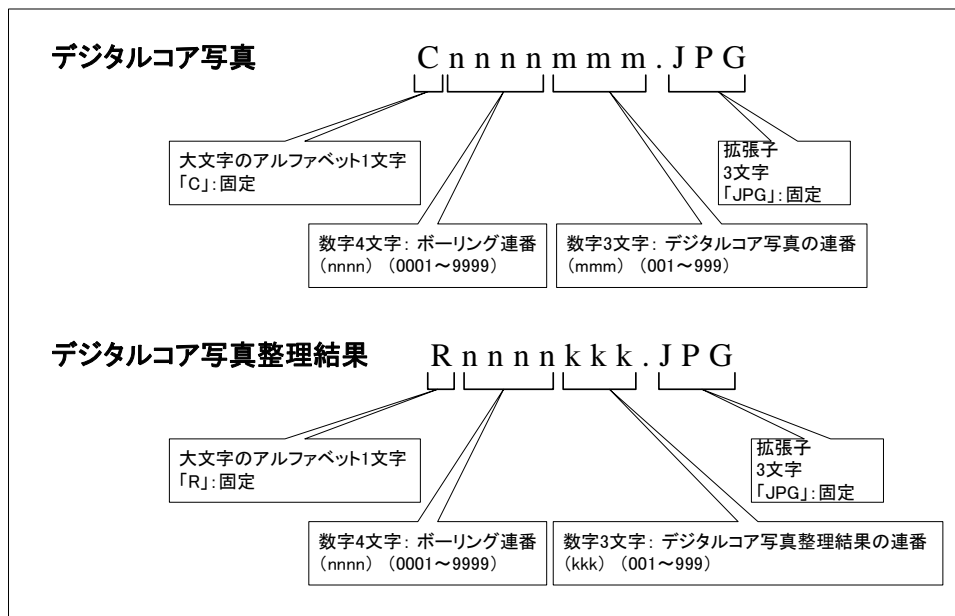 デジタルコア写真
Cnnnnmmm.JPG
大文字のアルファベット1文字
「C」:固定
拡張子
3文字
「JPG」:固定
数字4文字: ボーリング連番
(nnnn) (0001~9999)
数字3文字: デジタルコア写真の連番
(mmm) (001~999)
デジタルコア写真整理結果
Rnnnnkkk.JPG
大文字のアルファベット1文字
「R」:固定
拡張子
3文字
「JPG」:固定
数字4文字: ボーリング連番
(nnnn) (0001~9999)
数字3文字: デジタルコア写真整理結果の連番
(kkk) (001~999)